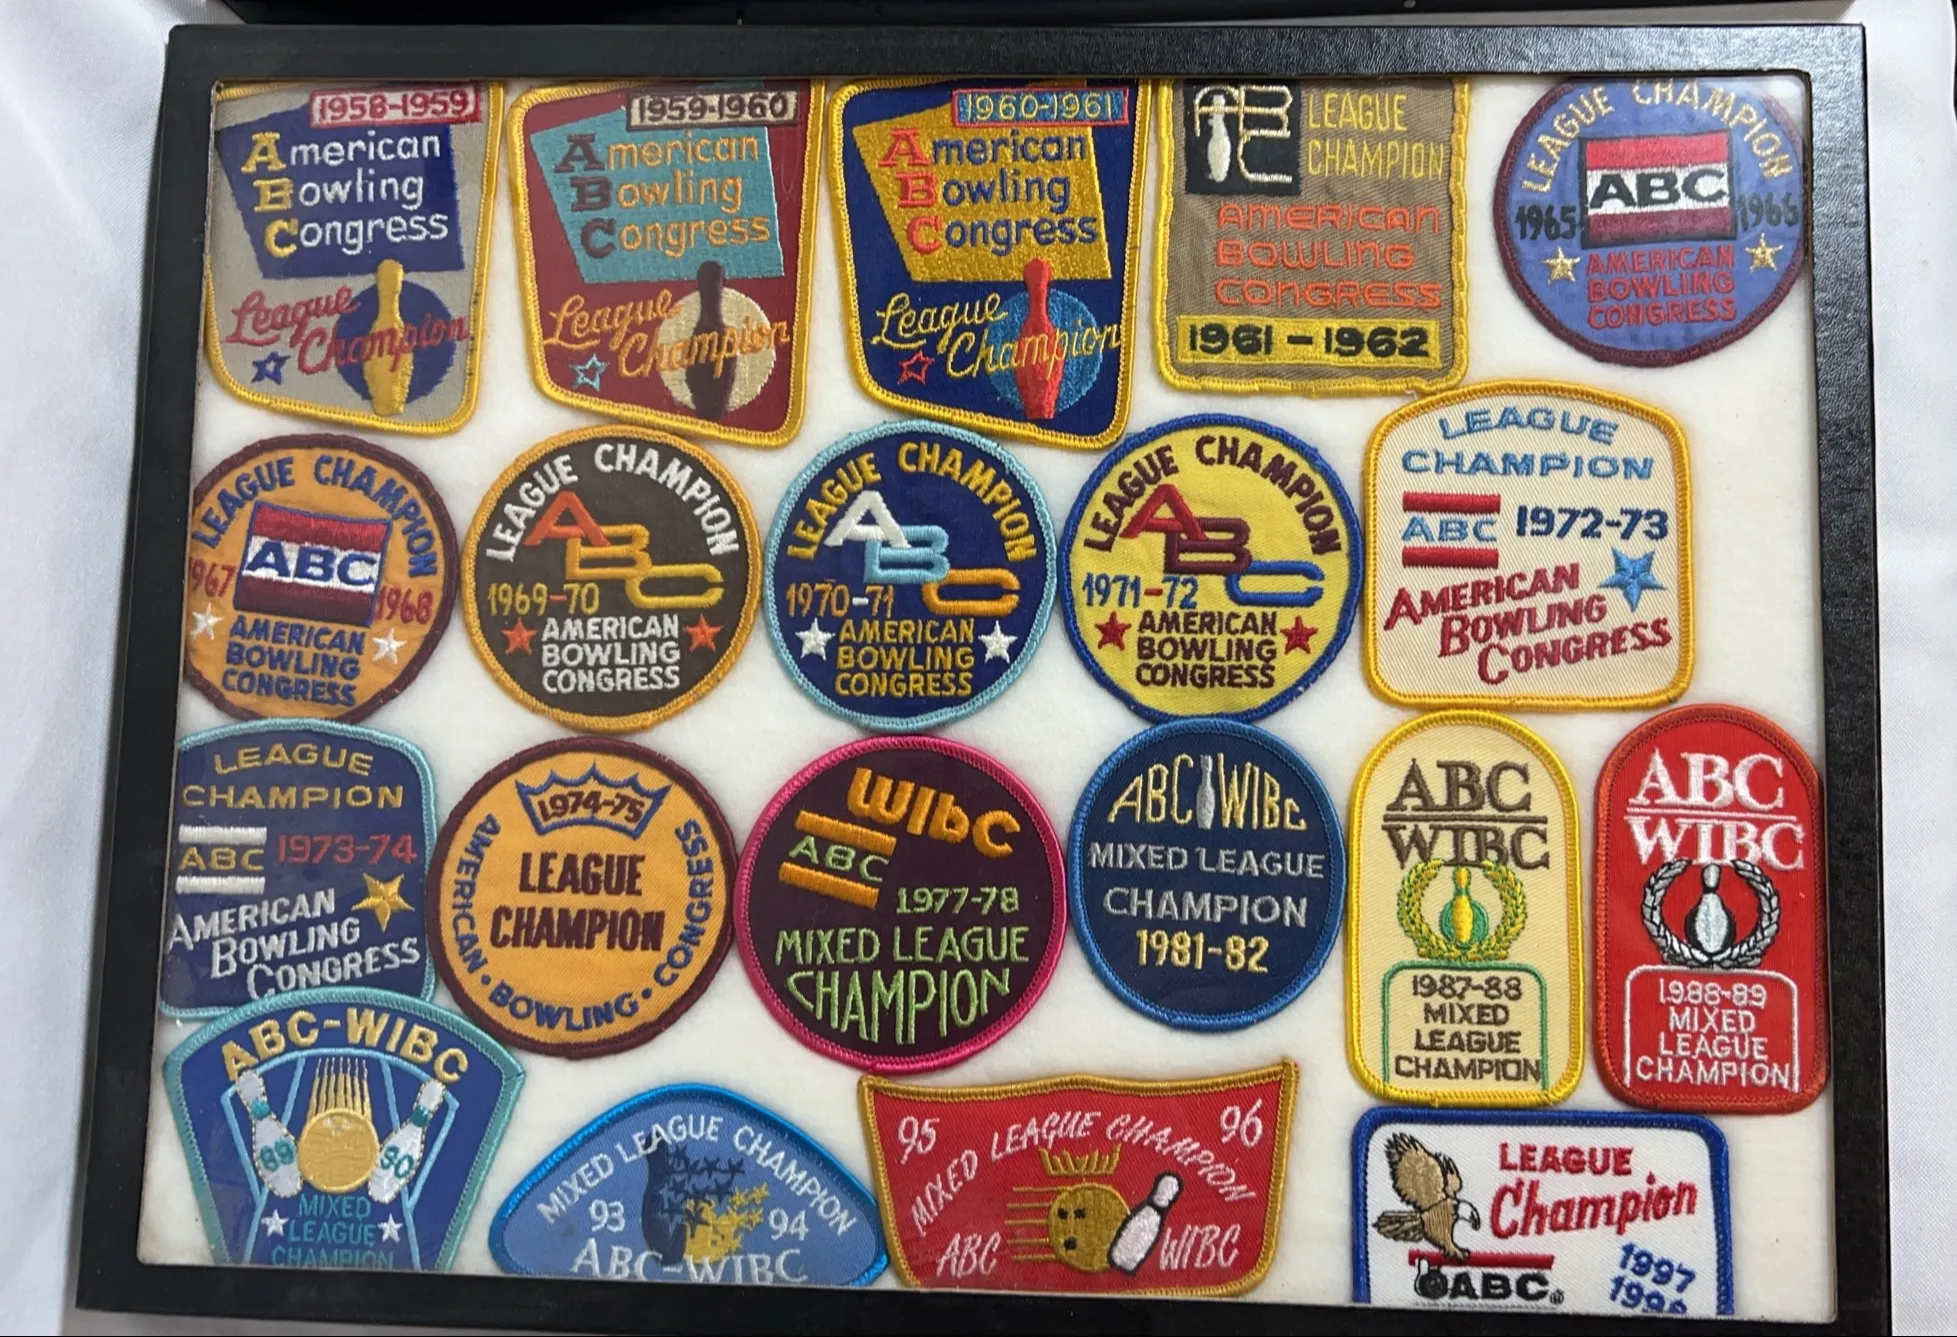 1958-1959
American
Bowling
Congress
League
Champion
1959-1960
American
Bowling
Congress
League
Champion
1960-1961
American
Bowling
Congress
League
Champion
ABC
LEAGUE
CHAMPION
AMERICAN
BOWLING
CONGRESS
1961-1962
LEAGUE CHAMPION
ABC
1965 1966
AMERICAN
BOWLING
CONGRESS
LEAGUE CHAMPION
ABC
1967 1968
AMERICAN
BOWLING
CONGRESS
LEAGUE CHAMPION
ABC
1969-70
AMERICAN
BOWLING
CONGRESS
LEAGUE CHAMPION
ABC
1970-71
AMERICAN
BOWLING
CONGRESS
LEAGUE CHAMPION
ABC
1971-72
AMERICAN
BOWLING
CONGRESS
LEAGUE
CHAMPION
ABC 1972-73
AMERICAN
BOWLING
CONGRESS
LEAGUE
CHAMPION
ABC 1973-74
AMERICAN
BOWLING
CONGRESS
1974-75
LEAGUE
CHAMPION
AMERICAN • BOWLING • CONGRESS
WIbC
ABC
1977-78
MIXED LEAGUE
CHAMPION
ABC WIBC
MIXED LEAGUE
CHAMPION
1981-82
ABC
WIBC
1987-88
MIXED
LEAGUE
CHAMPION
ABC
WIBC
1988-89
MIXED
LEAGUE
CHAMPION
ABC-WIBC
89 90
MIXED
LEAGUE
CHAMPION
MIXED LEAGUE CHAMPION
93 94
ABC-WIBC
95 96
MIXED LEAGUE CHAMPION
ABC WIBC
LEAGUE
Champion
ABC®
1997